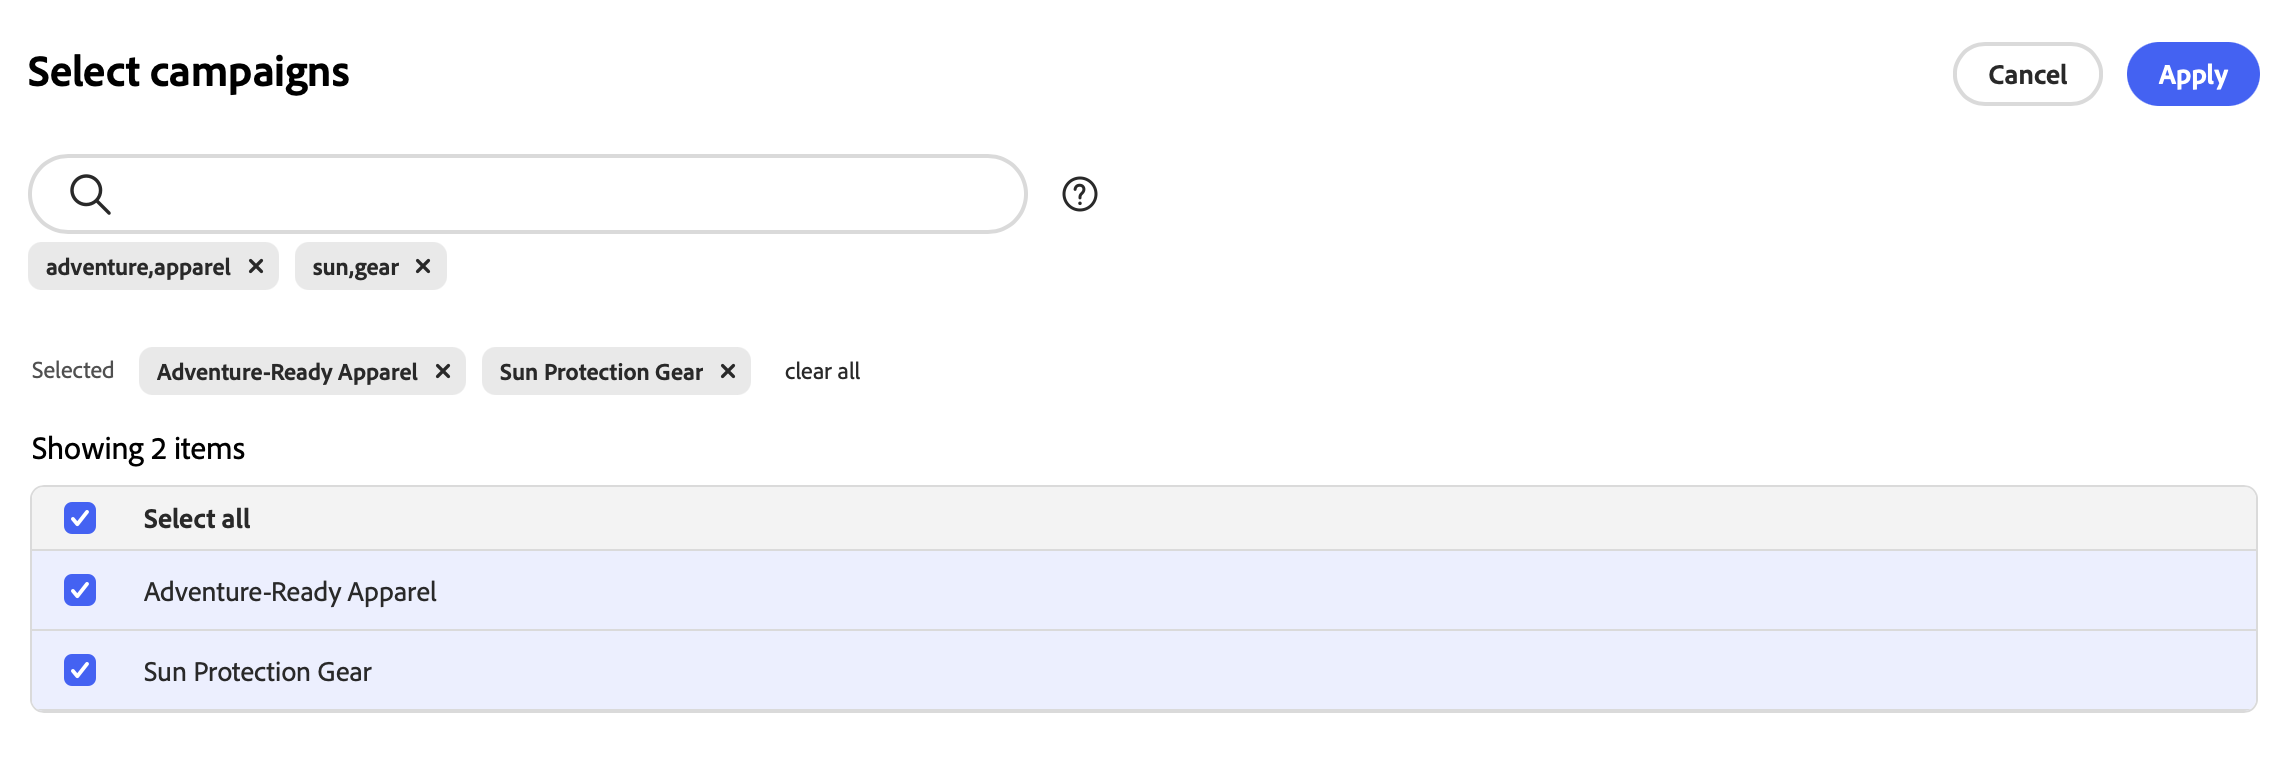 Select campaigns
Cancel
Apply
adventure,apparel
sun,gear
Selected
Adventure-Ready Apparel
Sun Protection Gear
clear all
Showing 2 items
Select all
Adventure-Ready Apparel
Sun Protection Gear